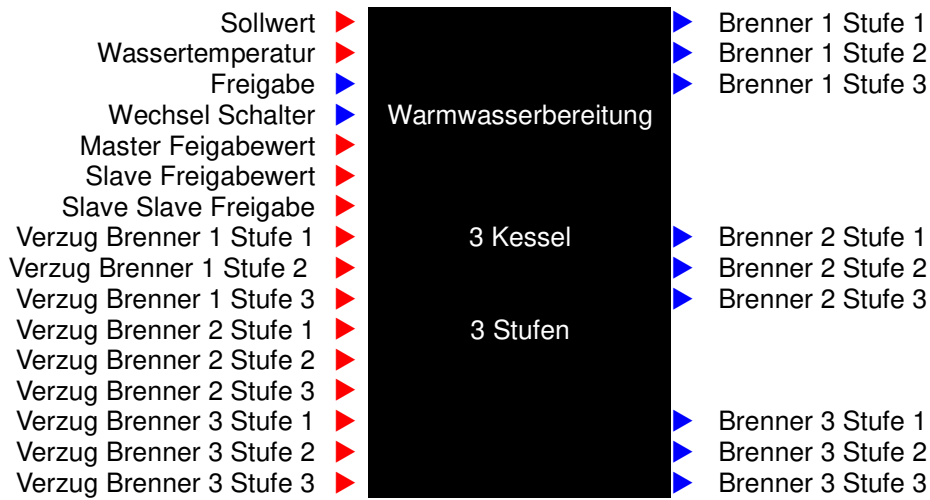 Sollwert
Brenner 1 Stufe 1
Wassertemperatur
Brenner 1 Stufe 2
Freigabe
Brenner 1 Stufe 3
Wechsel Schalter
Warmwasserbereitung
Master Feigabewert
Slave Freigabewert
Slave Slave Freigabe
Verzug Brenner 1 Stufe 1
3 Kessel
Brenner 2 Stufe 1
Verzug Brenner 1 Stufe 2
Brenner 2 Stufe 2
Verzug Brenner 1 Stufe 3
Brenner 2 Stufe 3
Verzug Brenner 2 Stufe 1
3 Stufen
Verzug Brenner 2 Stufe 2
Verzug Brenner 2 Stufe 3
Verzug Brenner 3 Stufe 1
Brenner 3 Stufe 1
Verzug Brenner 3 Stufe 2
Brenner 3 Stufe 2
Verzug Brenner 3 Stufe 3
Brenner 3 Stufe 3